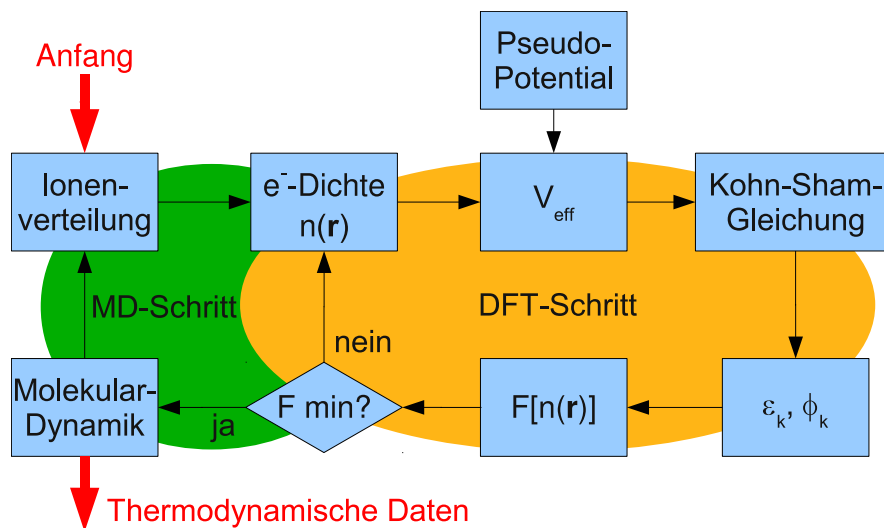 Anfang
Pseudo-
Potential
Ionen-
verteilung
e⁻-Dichte
n(r)
V_eff
Kohn-Sham-
Gleichung
MD-Schritt
DFT-Schritt
nein
Molekular-
Dynamik
ja
F min?
F[n(r)]
ε_k, ϕ_k
Thermodynamische Daten